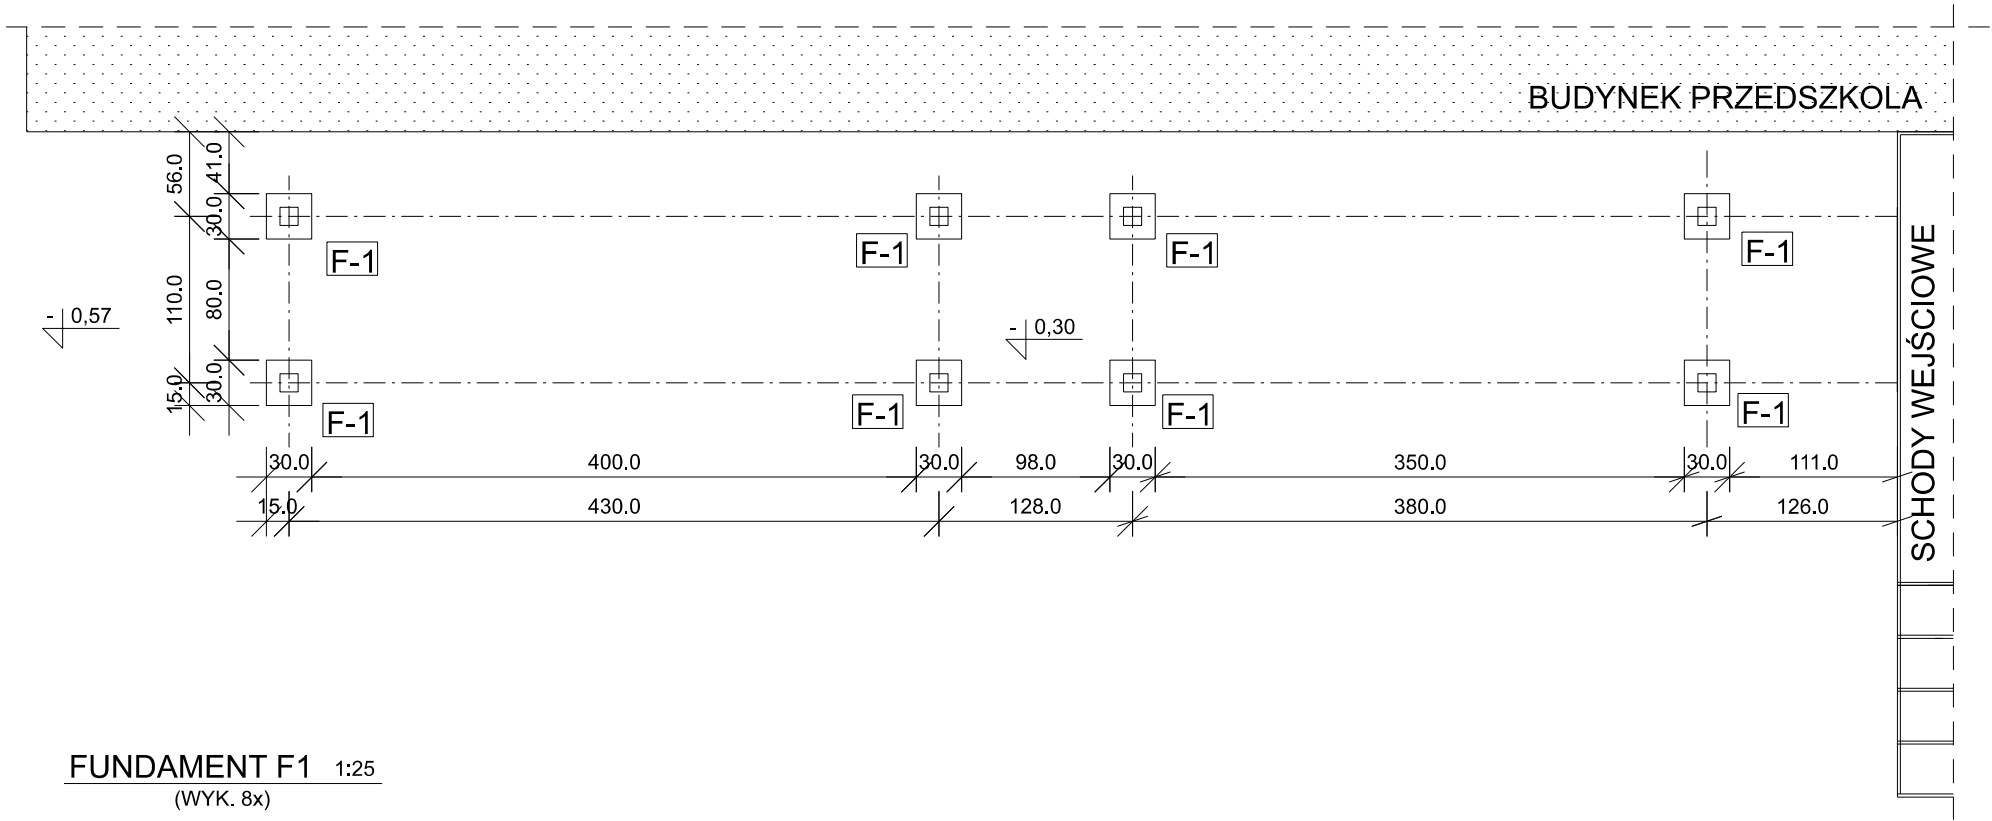 BUDYNEK PRZEDSZKOLA
56.0
41.0
30.0
110.0
80.0
15.0
30.0
F-1
F-1
F-1
F-1
- 0,57
- 0,30
F-1
F-1
F-1
F-1
SCHODY WEJŚCIOWE
30.0 400.0 30.0 98.0 30.0 350.0 30.0 111.0
15.0 430.0 128.0 380.0 126.0
FUNDAMENT F1 1:25
(WYK. 8x)